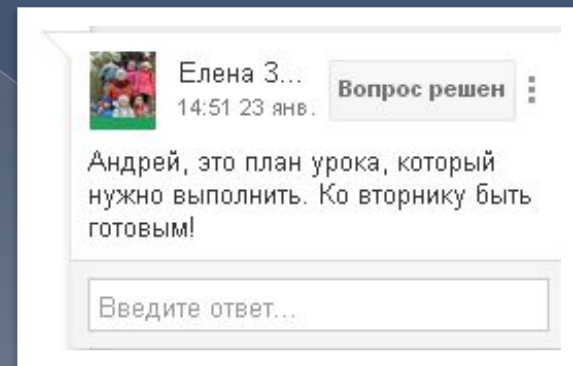 Елена З...
Вопрос решен
14:51 23 янв.
Андрей, это план урока, который
нужно выполнить. Ко вторнику быть
готовым!
Введите ответ...